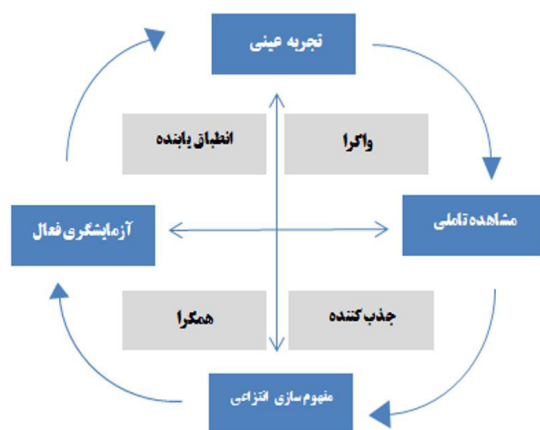 تجربه عینی
انطباق یابنده
واگرا
آزمایشگری فعال
مشاهده تاملی
همگرا
جذب کننده
مفهوم سازی انتزاعی